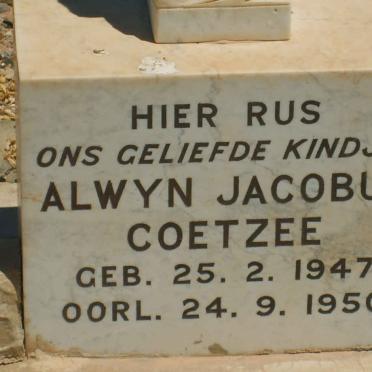 HIER RUS
ONS GELIEFDE KINDJ
ALWYN JACOBU
COETZEE
GEB. 25. 2. 1947
OORL. 24. 9. 1950